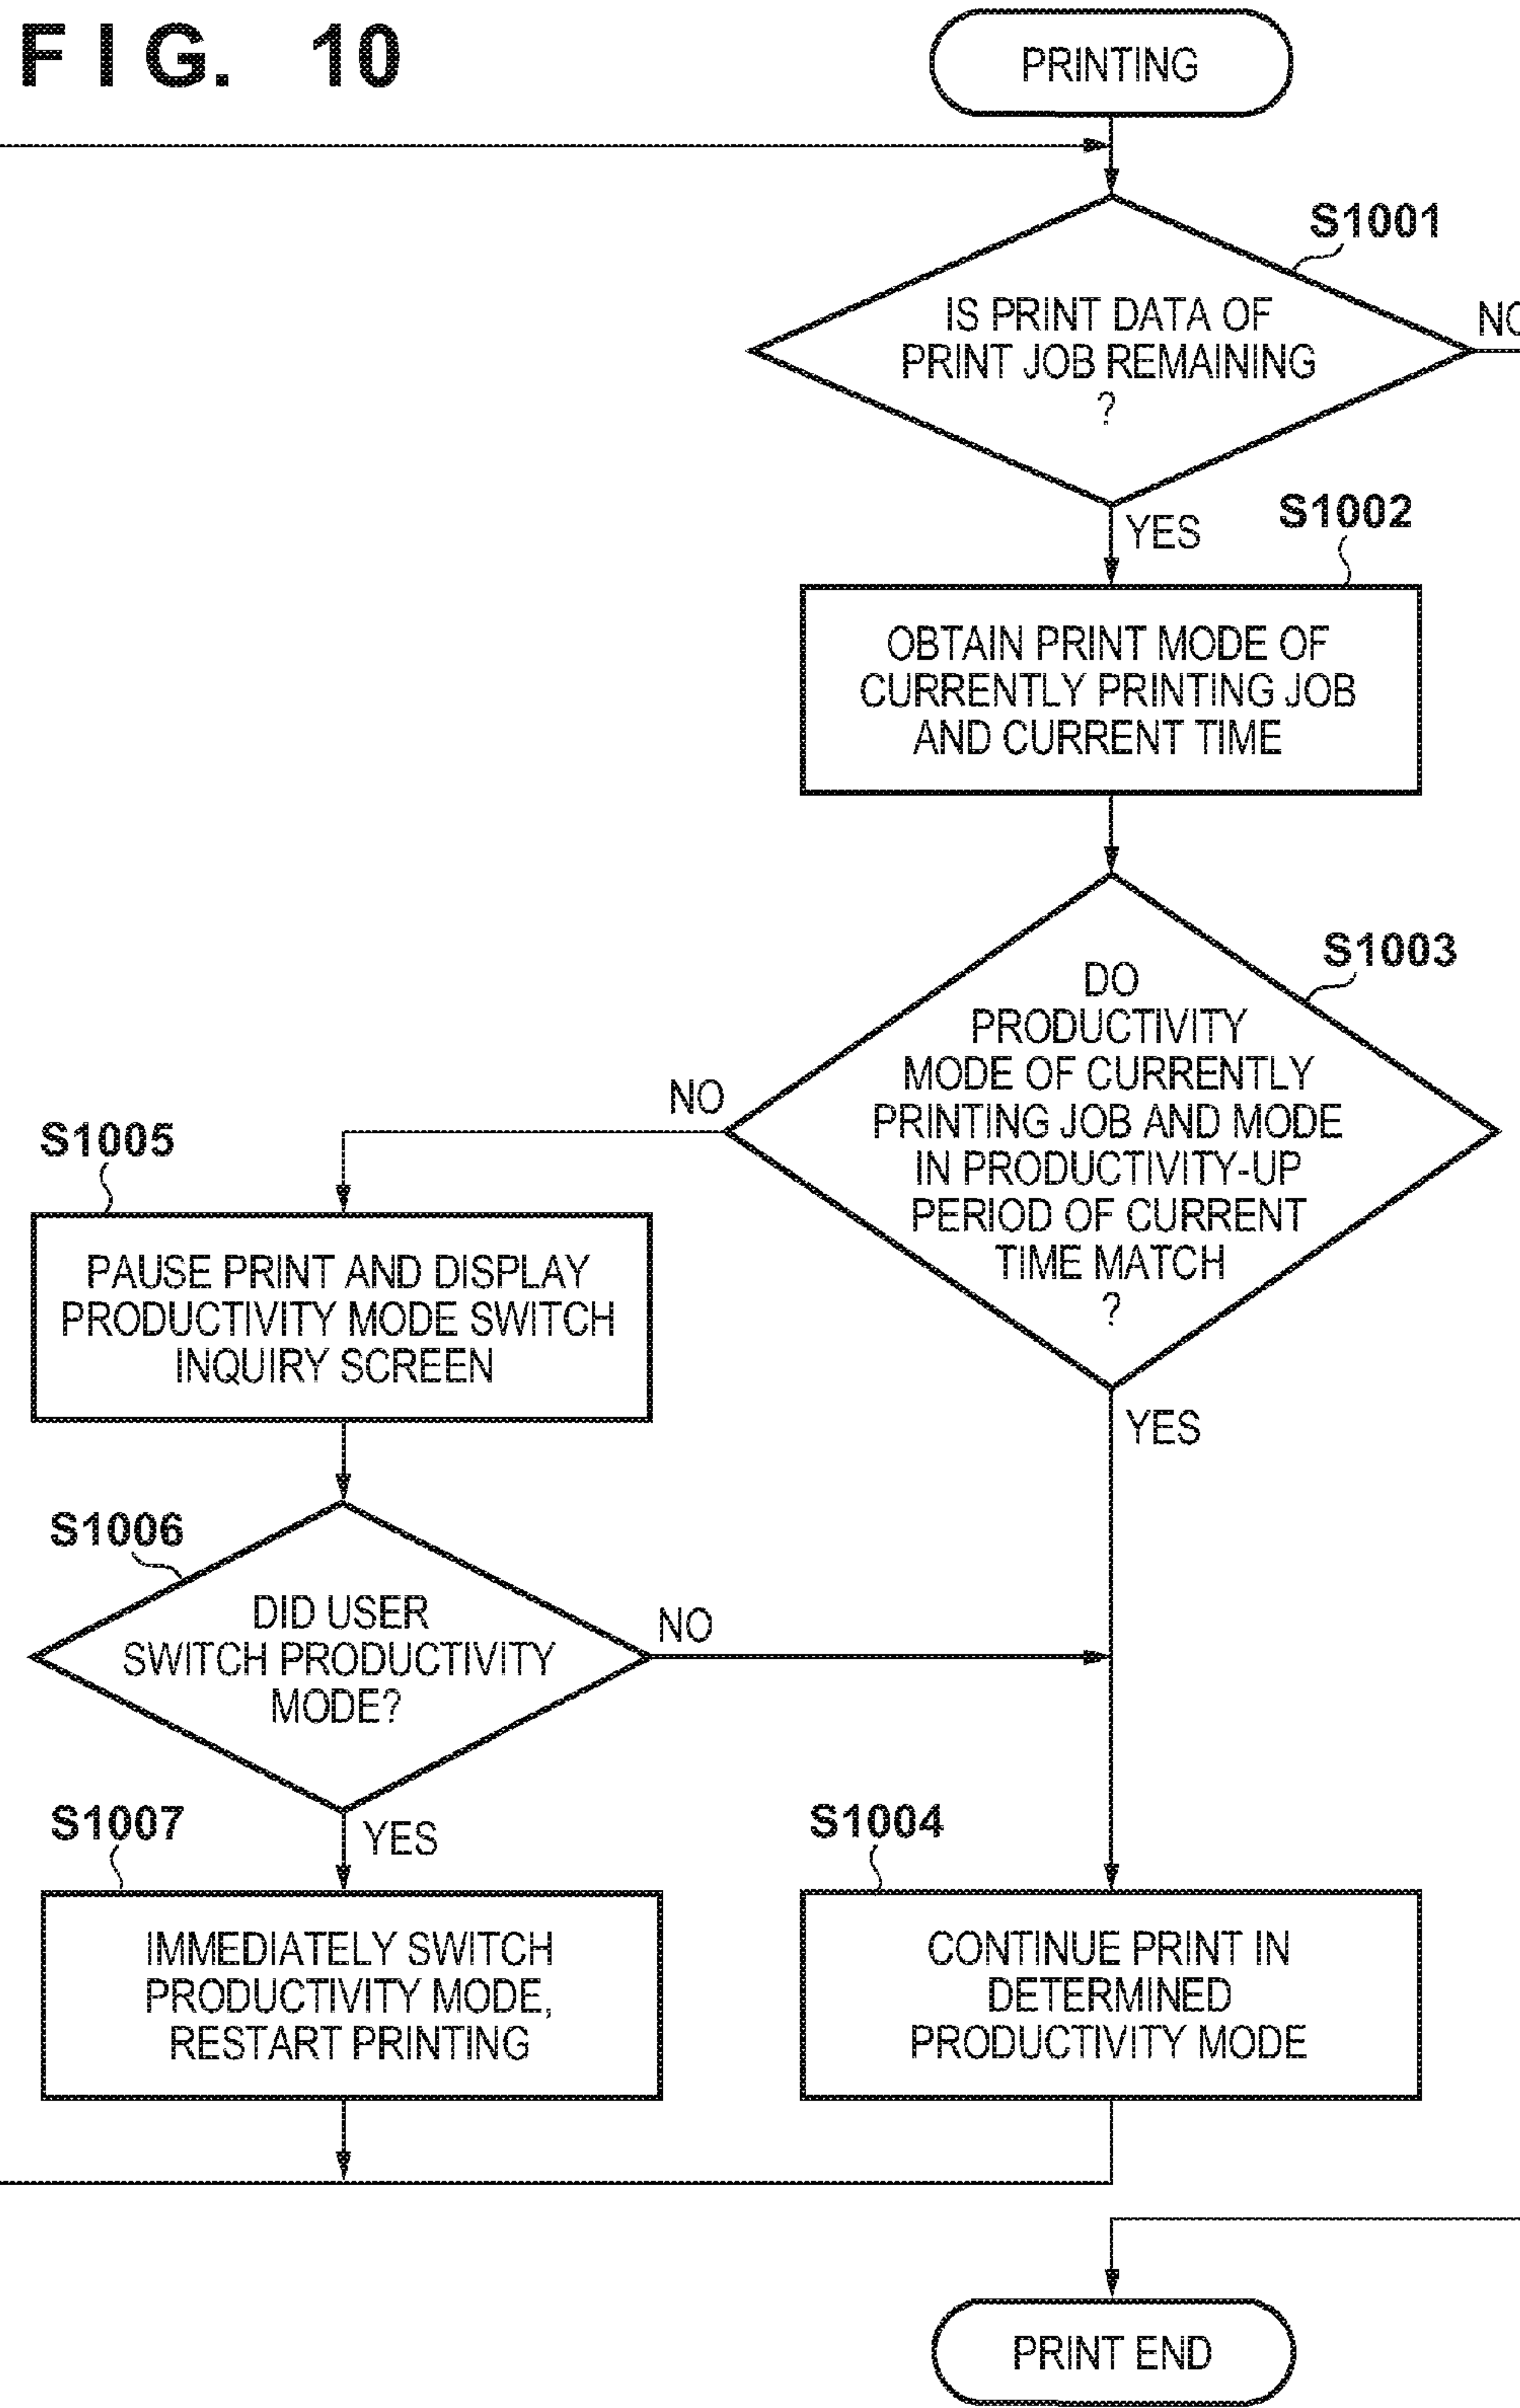 FIG. 10
PRINTING
S1001
IS PRINT DATA OF
PRINT JOB REMAINING
?
NO
YES
S1002
OBTAIN PRINT MODE OF
CURRENTLY PRINTING JOB
AND CURRENT TIME
S1003
DO
PRODUCTIVITY
MODE OF CURRENTLY
PRINTING JOB AND MODE
IN PRODUCTIVITY-UP
PERIOD OF CURRENT
TIME MATCH
?
NO
YES
S1005
PAUSE PRINT AND DISPLAY
PRODUCTIVITY MODE SWITCH
INQUIRY SCREEN
S1006
DID USER
SWITCH PRODUCTIVITY
MODE?
NO
YES
S1007
IMMEDIATELY SWITCH
PRODUCTIVITY MODE,
RESTART PRINTING
S1004
CONTINUE PRINT IN
DETERMINED
PRODUCTIVITY MODE
PRINT END